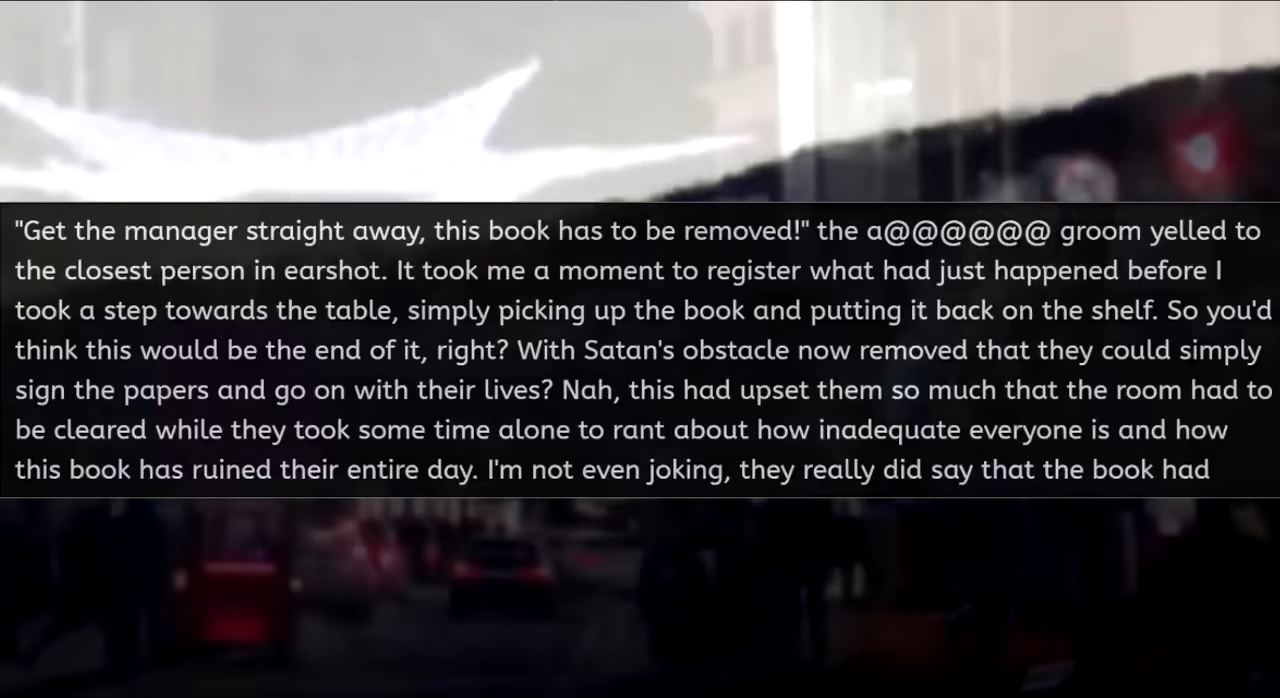 "Get the manager straight away, this book has to be removed!" the a@@@@@@ groom yelled to
the closest person in earshot. It took me a moment to register what had just happened before I
took a step towards the table, simply picking up the book and putting it back on the shelf. So you'd
think this would be the end of it, right? With Satan's obstacle now removed that they could simply
sign the papers and go on with their lives? Nah, this had upset them so much that the room had to
be cleared while they took some time alone to rant about how inadequate everyone is and how
this book has ruined their entire day. I'm not even joking, they really did say that the book had